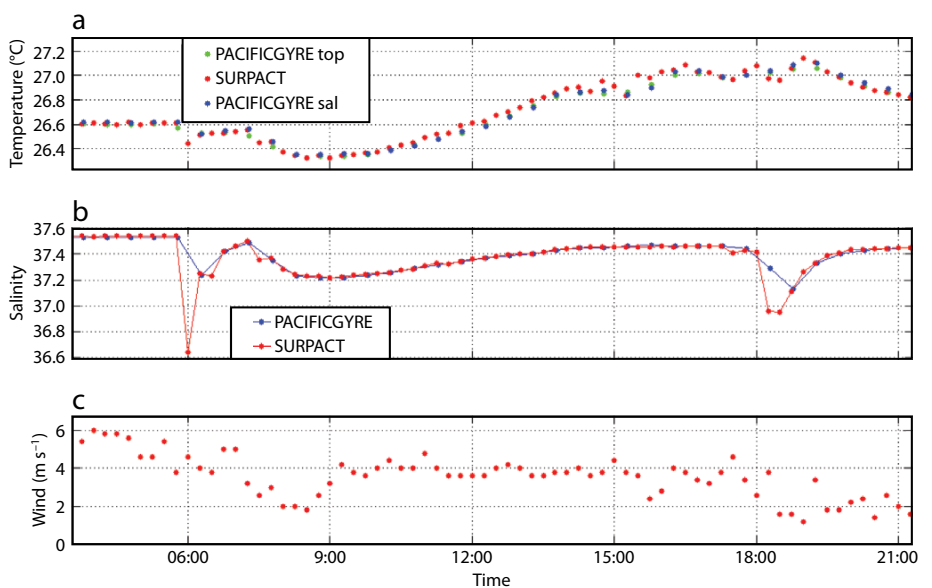 a
27.2
27.0
26.8
26.6
26.4
Temperature (°C)
PACIFICGYRE top
SURPACT
PACIFICGYRE sal
b
37.6
37.4
37.2
37.0
36.8
36.6
Salinity
PACIFICGYRE
SURPACT
c
6
4
2
0
Wind (m s⁻¹)
06:00 9:00 12:00 15:00 18:00 21:00
Time